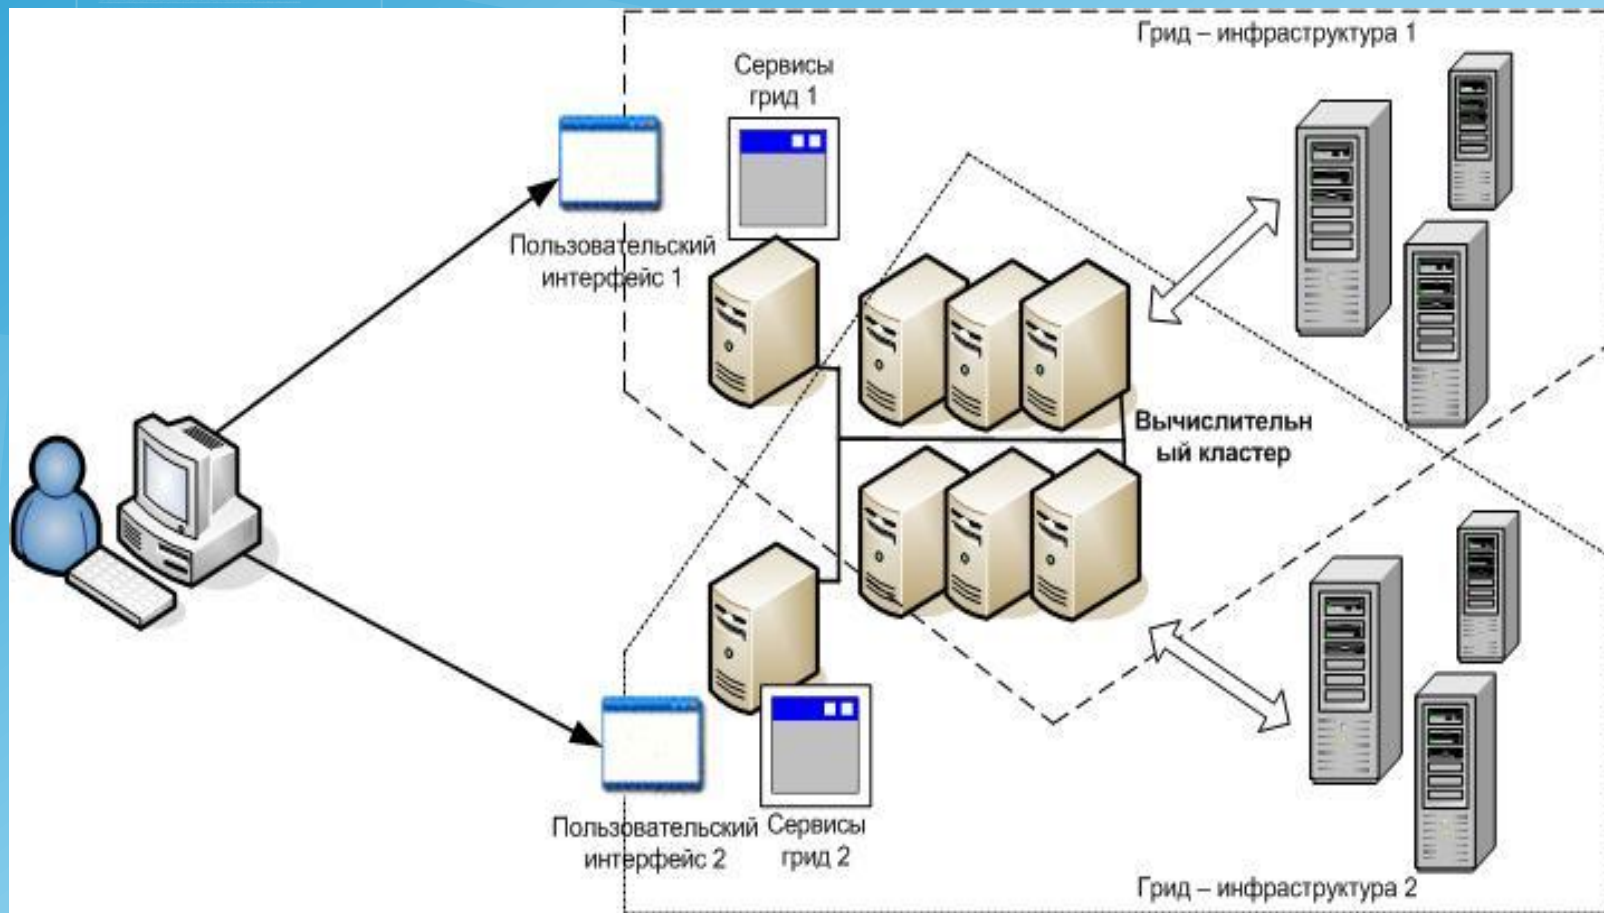 Грид – инфраструктура 1
Сервисы
грид 1
Пользовательский
интерфейс 1
Вычислительн
ый кластер
Пользовательский
интерфейс 2
Сервисы
грид 2
Грид – инфраструктура 2